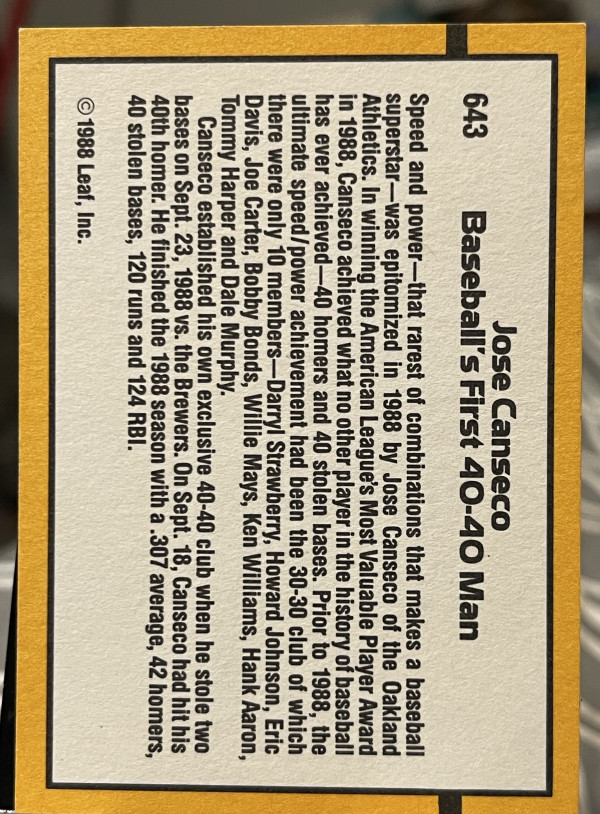 643
Jose Canseco
Baseball's First 40-40 Man
Speed and power—that rarest of combinations that makes a baseball
superstar—was epitomized in 1988 by Jose Canseco of the Oakland
Athletics. In winning the American League's Most Valuable Player Award
in 1988, Canseco achieved what no other player in the history of baseball
has ever achieved—40 homers and 40 stolen bases. Prior to 1988, the
ultimate speed/power achievement had been the 30-30 club of which
there were only 10 members—Darryl Strawberry, Howard Johnson, Eric
Davis, Joe Carter, Bobby Bonds, Willie Mays, Ken Williams, Hank Aaron,
Tommy Harper and Dale Murphy.
Canseco established his own exclusive 40-40 club when he stole two
bases on Sept. 23, 1988 vs. the Brewers. On Sept. 18, Canseco had hit his
40th homer. He finished the 1988 season with a .307 average, 42 homers,
40 stolen bases, 120 runs and 124 RBI.
© 1988 Leaf, Inc.